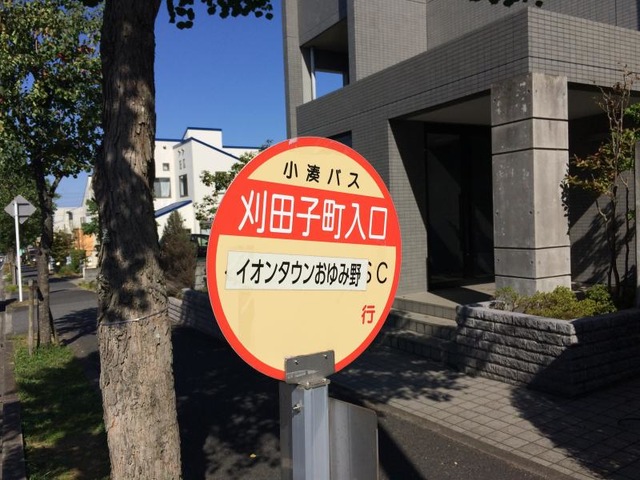 小湊バス
刈田子町入口
イオンタウンおゆみ野SC
行